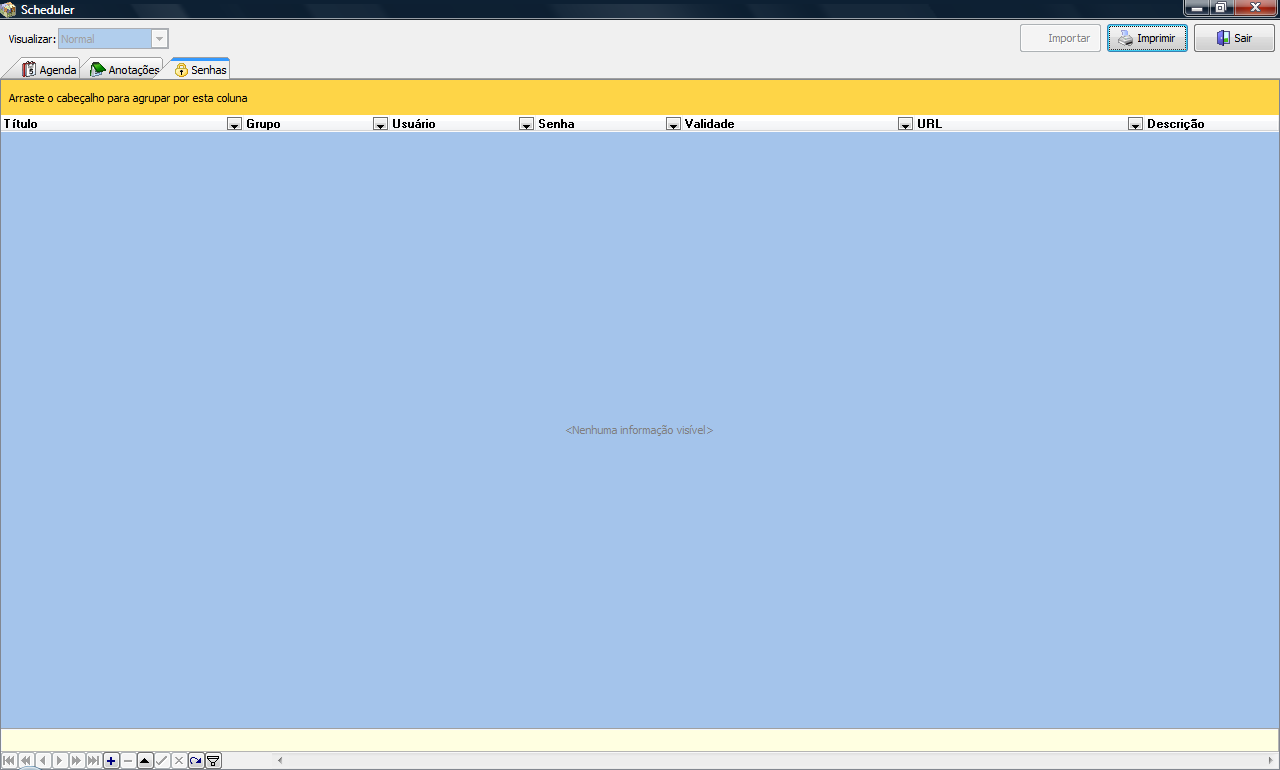 Scheduler
Visualizar: Normal Importar Imprimir Sair
Agenda Anotações Senhas
Arraste o cabeçalho para agrupar por esta coluna
Título Grupo Usuário Senha Validade URL Descrição
<Nenhuma informação visível>